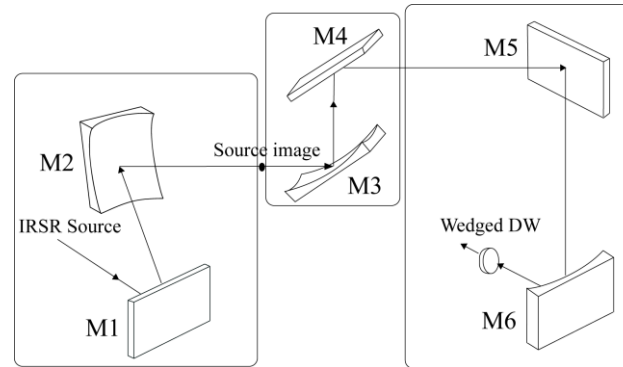 M4
M5
M2
Source image
M3
IRSR Source
Wedged DW
M1
M6